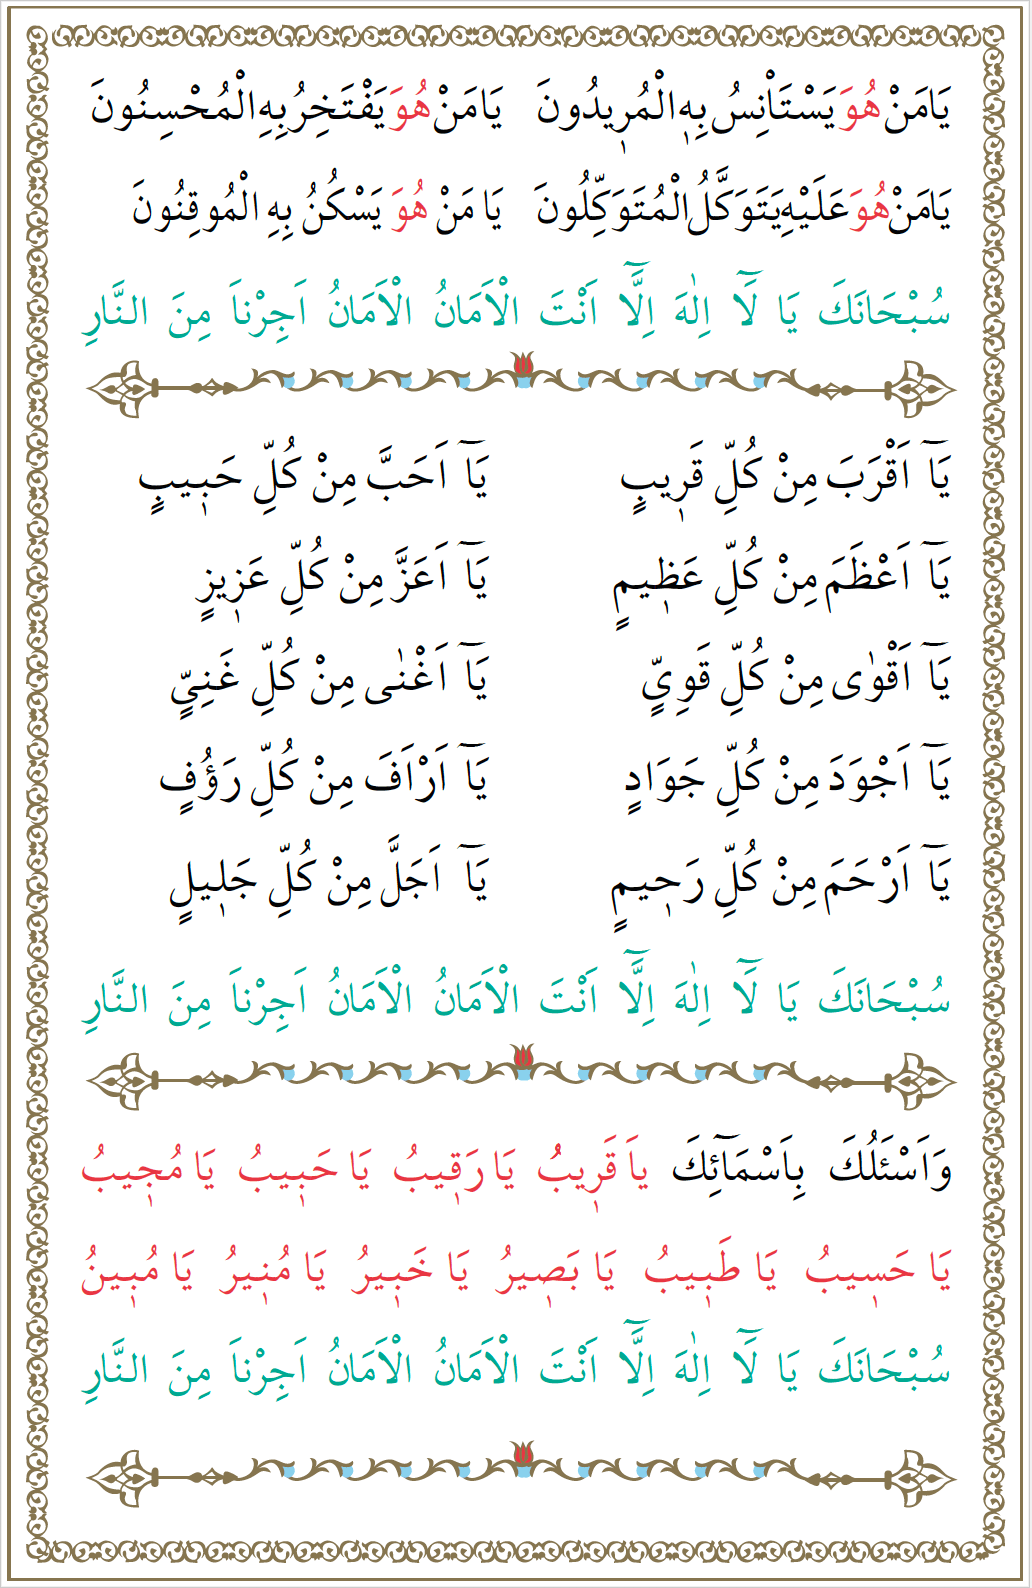 يَامَنْ هُوَ يَسْتَاْنِسُ بِهِ الْمُرٖيدُونَ يَامَنْ هُوَ يَفْتَخِرُ بِهِ الْمُحْسِنُونَ
يَامَنْ هُوَ عَلَيْهِ يَتَوَكَّلُ الْمُتَوَكِّلُونَ يَا مَنْ هُوَ يَسْكُنُ بِهِ الْمُوقِنُونَ
سُبْحَانَكَ يَا لَٓا اِلٰهَ اِلَّٓا اَنْتَ الْاَمَانُ الْاَمَانُ اَجِرْنَا مِنَ النَّارِ
يَٓا اَقْرَبَ مِنْ كُلِّ قَرٖيبٍ يَٓا اَحَبَّ مِنْ كُلِّ حَبٖيبٍ
يَٓا اَعْظَمَ مِنْ كُلِّ عَظٖيمٍ يَٓا اَعَزَّ مِنْ كُلِّ عَزٖيزٍ
يَٓا اَقْوٰى مِنْ كُلِّ قَوِىٍّ يَٓا اَغْنٰى مِنْ كُلِّ غَنِىٍّ
يَٓا اَجْوَدَ مِنْ كُلِّ جَوَادٍ يَٓا اَرْاَفَ مِنْ كُلِّ رَؤُفٍ
يَٓا اَرْحَمَ مِنْ كُلِّ رَحٖيمٍ يَٓا اَجَلَّ مِنْ كُلِّ جَلٖيلٍ
سُبْحَانَكَ يَا لَٓا اِلٰهَ اِلَّٓا اَنْتَ الْاَمَانُ الْاَمَانُ اَجِرْنَا مِنَ النَّارِ
وَاَسْئَلُكَ بِاَسْمَٓائِكَ يَا قَرٖيبُ يَا رَقٖيبُ يَا حَبٖيبُ يَا مُجٖيبُ
يَا حَسٖيبُ يَا طَبٖيبُ يَا بَصٖيرُ يَا خَبٖيرُ يَا مُنٖيرُ يَا مُبٖينُ
سُبْحَانَكَ يَا لَٓا اِلٰهَ اِلَّٓا اَنْتَ الْاَمَانُ الْاَمَانُ اَجِرْنَا مِنَ النَّارِ